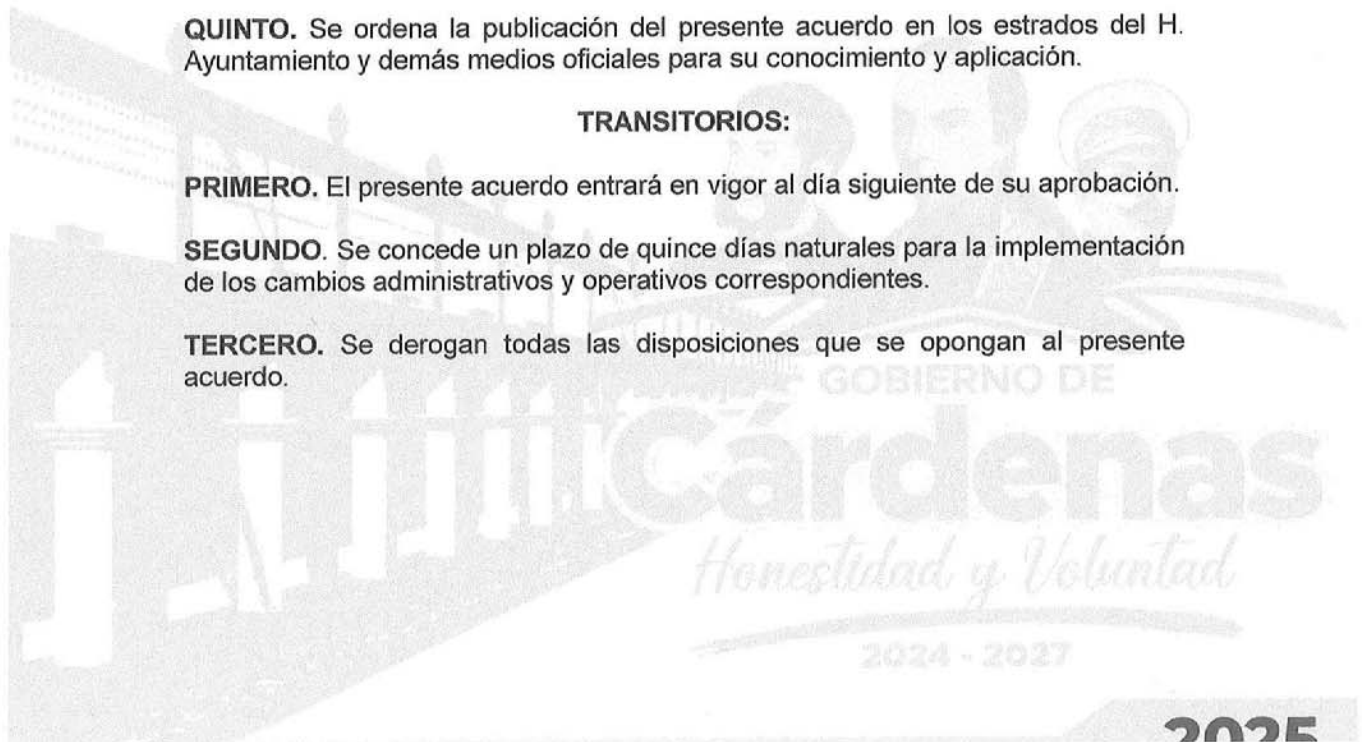 QUINTO. Se ordena la publicación del presente acuerdo en los estrados del H.
Ayuntamiento y demás medios oficiales para su conocimiento y aplicación.
TRANSITORIOS:
PRIMERO. El presente acuerdo entrará en vigor al día siguiente de su aprobación.
SEGUNDO. Se concede un plazo de quince días naturales para la implementación
de los cambios administrativos y operativos correspondientes.
TERCERO. Se derogan todas las disposiciones que se opongan al presente
acuerdo.
GOBIERNO DE
Cárdenas
Honestidad y Voluntad
2024 - 2027
2025